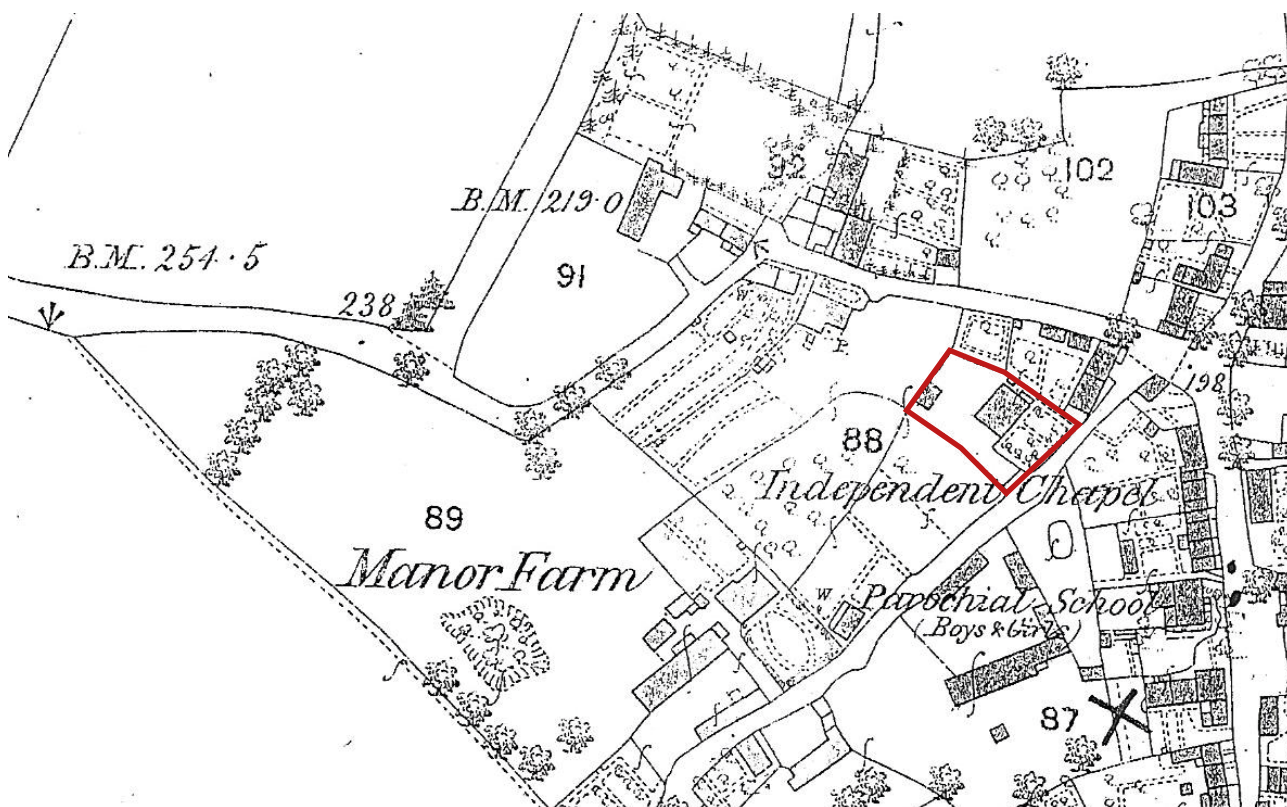 92
102
B.M. 219·0
103
B.M. 254·5
91
238
W
P.
198
88
Independent Chapel
89
Manor Farm
W
Parochial School
(Boys & Girls)
87